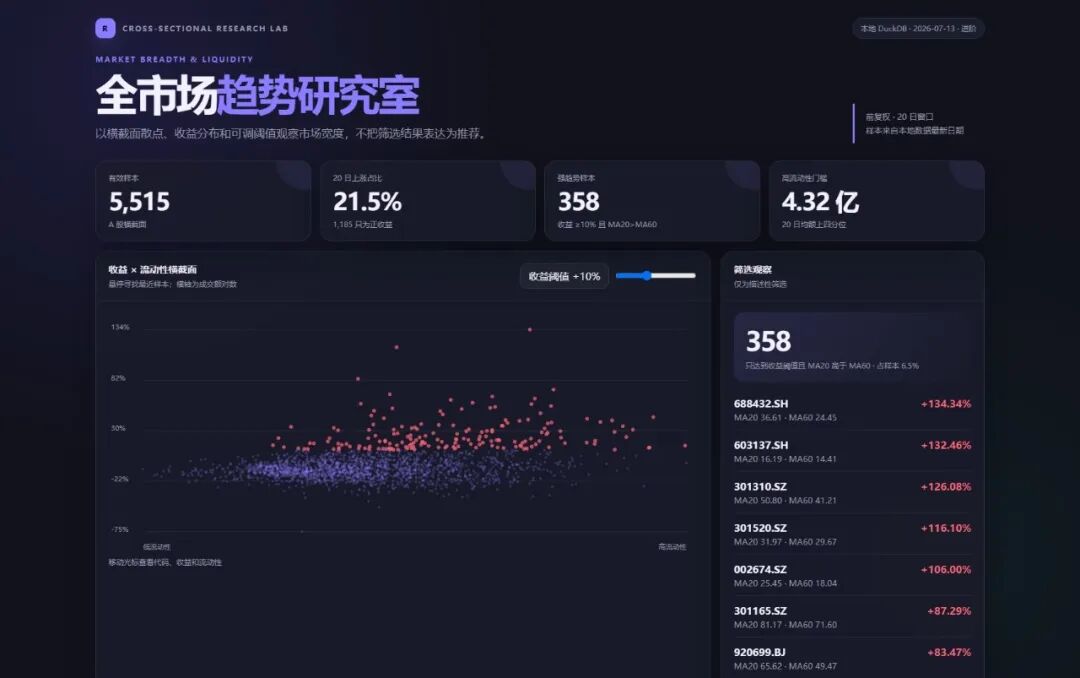 R CROSS-SECTIONAL RESEARCH LAB
本地 DuckDB · 2026-07-13 · 进阶
MARKET BREADTH & LIQUIDITY
全市场趋势研究室
以横截面散点、收益分布和可调阈值观察市场宽度，不把筛选结果表达为推荐。
前复权 · 20 日窗口
样本来自本地数据最新日期
有效样本
5,515
A 股横截面
20 日上涨占比
21.5%
1,185 只为正收益
强趋势样本
358
收益 ≥10% 且 MA20>MA60
高流动性门槛
4.32 亿
20 日均额上四分位
收益 × 流动性横截面
悬停寻找最近样本；横轴为成交额对数
收益阈值 +10%
134%
82%
30%
-22%
-75%
低流动性
高流动性
移动光标查看代码、收益和流动性
筛选观察
仅为描述性筛选
358
只达到收益阈值且 MA20 高于 MA60 · 占样本 6.5%
688432.SH +134.34%
MA20 36.61 · MA60 24.45
603137.SH +132.46%
MA20 16.19 · MA60 14.41
301310.SZ +126.08%
MA20 50.80 · MA60 41.21
301520.SZ +116.10%
MA20 31.97 · MA60 29.67
002674.SZ +106.00%
MA20 25.45 · MA60 18.04
301165.SZ +87.29%
MA20 81.17 · MA60 71.60
920699.BJ +83.47%
MA20 65.62 · MA60 49.47